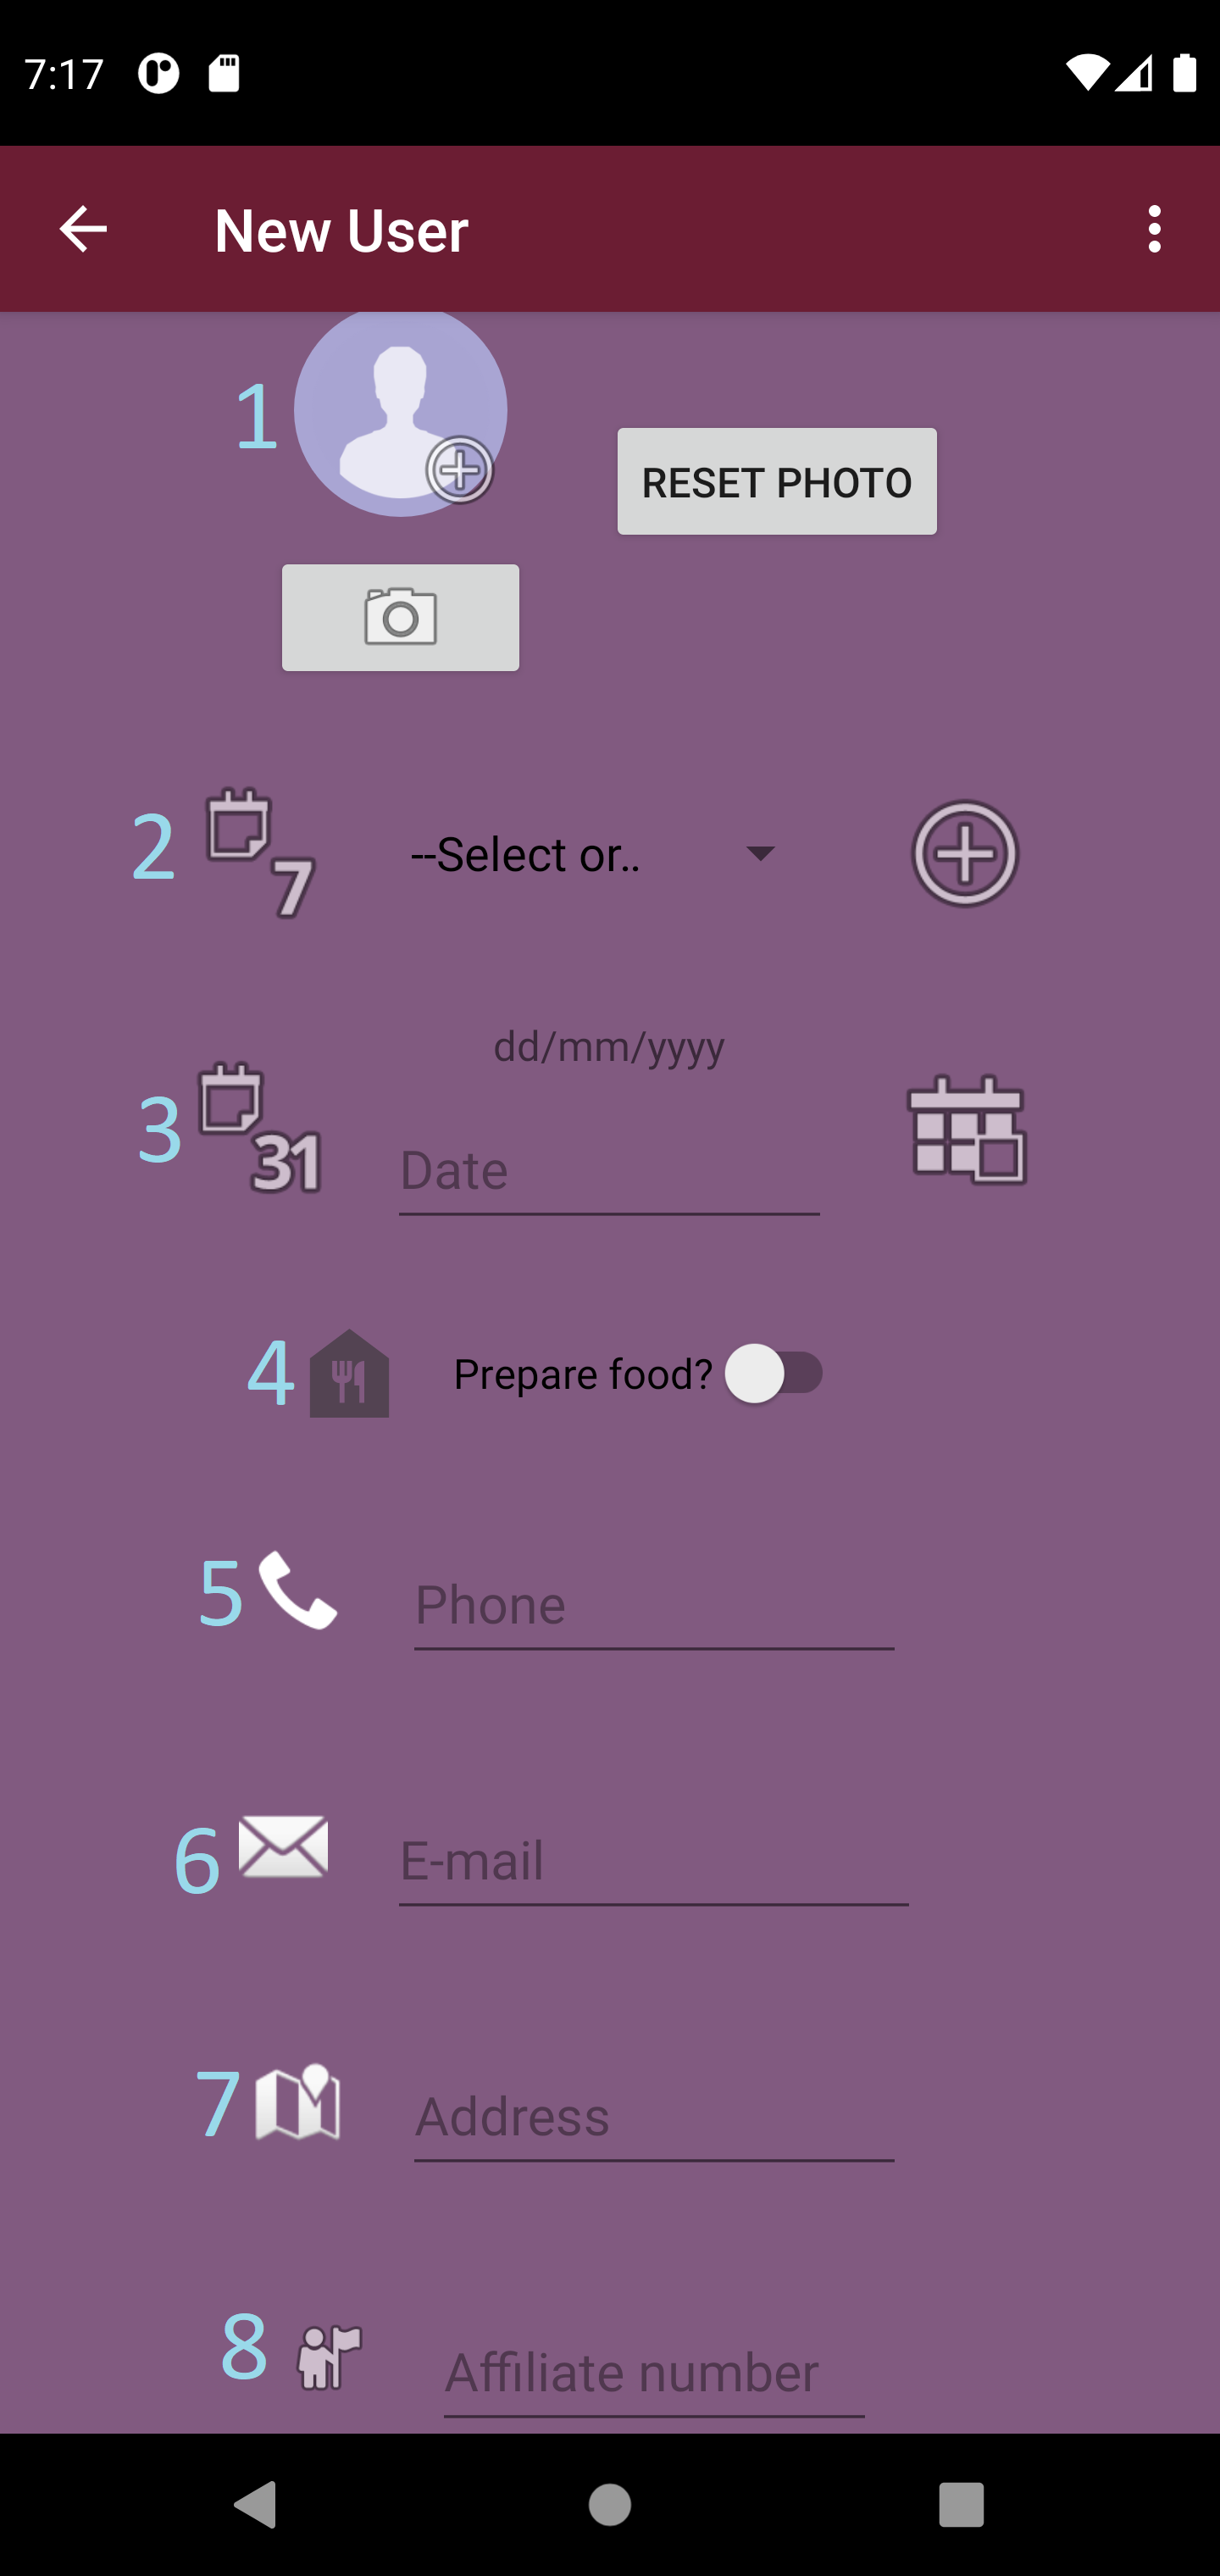 7:17
New User
1
RESET PHOTO
2 7 --Select or..
dd/mm/yyyy
3 31 Date
4 Prepare food?
5 Phone
6 E-mail
7 Address
8 Affiliate number